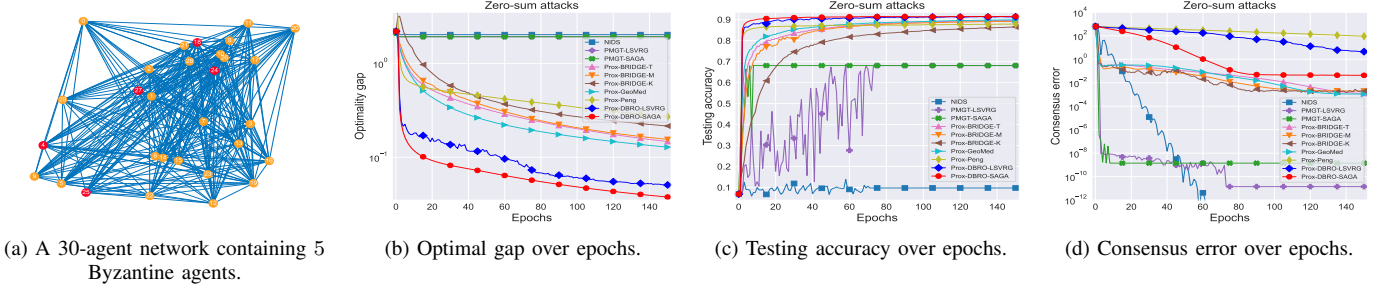 Zero-sum attacks
Optimality gap
10⁰
10⁻¹
0 20 40 60 80 100 120 140
Epochs
NIDS
PMGT-LSVRG
PMGT-SAGA
Prox-BRIDGE-T
Prox-BRIDGE-M
Prox-BRIDGE-K
Prox-GeoMed
Prox-Peng
Prox-DBRO-LSVRG
Prox-DBRO-SAGA
Zero-sum attacks
Testing accuracy
0.9
0.8
0.7
0.6
0.5
0.4
0.3
0.2
0.1
0 20 40 60 80 100 120 140
Epochs
NIDS
PMGT-LSVRG
PMGT-SAGA
Prox-BRIDGE-T
Prox-BRIDGE-M
Prox-BRIDGE-K
Prox-GeoMed
Prox-Peng
Prox-DBRO-LSVRG
Prox-DBRO-SAGA
Zero-sum attacks
Consensus error
10⁴
10²
10⁰
10⁻²
10⁻⁴
10⁻⁶
10⁻⁸
10⁻¹⁰
10⁻¹²
0 20 40 60 80 100 120 140
Epochs
NIDS
PMGT-LSVRG
PMGT-SAGA
Prox-BRIDGE-T
Prox-BRIDGE-M
Prox-BRIDGE-K
Prox-GeoMed
Prox-Peng
Prox-DBRO-LSVRG
Prox-DBRO-SAGA
(a) A 30-agent network containing 5
Byzantine agents.
(b) Optimal gap over epochs.
(c) Testing accuracy over epochs.
(d) Consensus error over epochs.